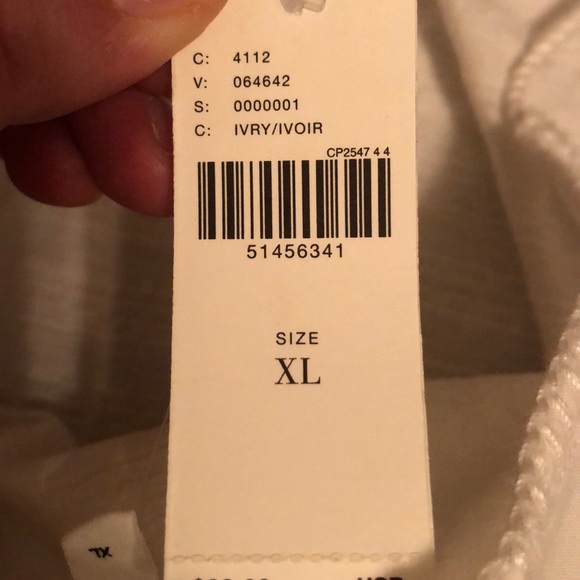 C: 4112
V: 064642
S: 0000001
C: IVRY/IVOIR
CP2547 4 4
51456341
SIZE
XL
XL